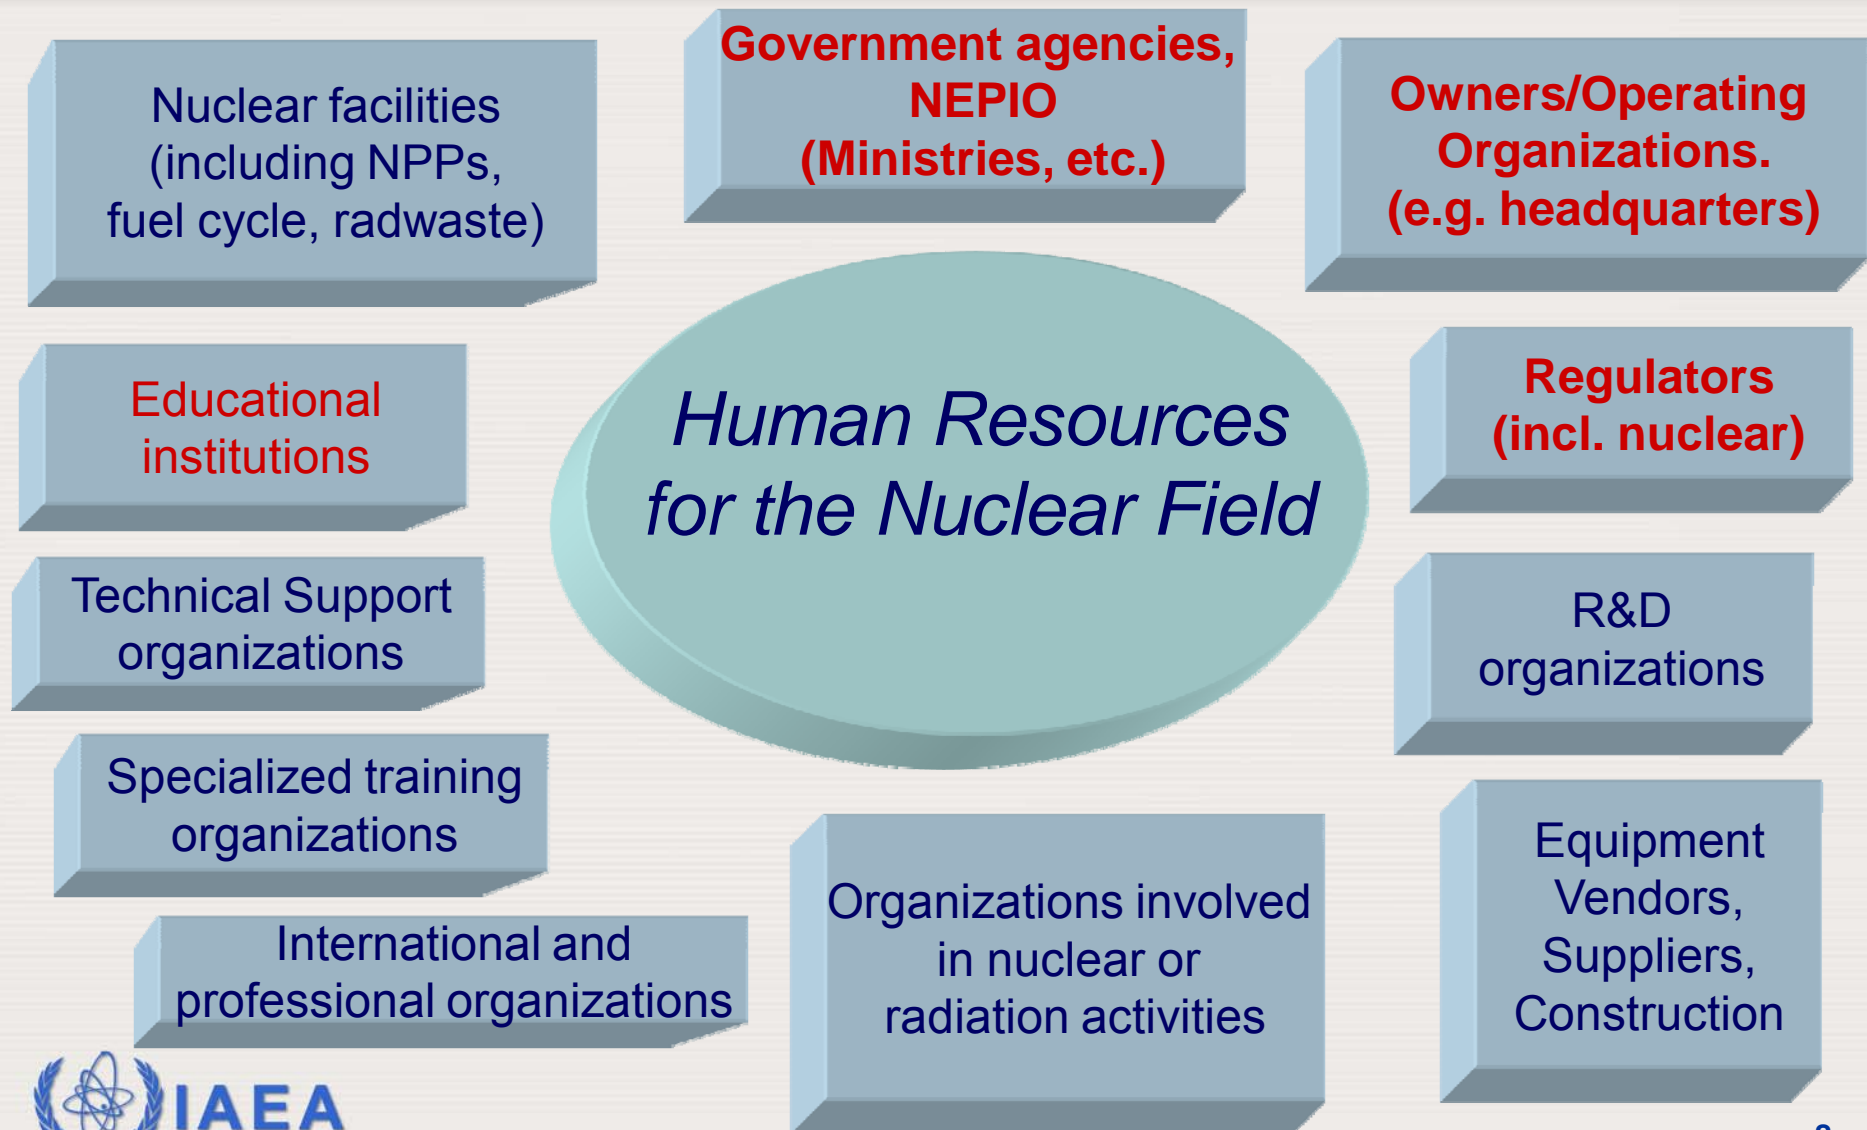 Nuclear facilities
(including NPPs,
fuel cycle, radwaste)
Government agencies,
NEPIO
(Ministries, etc.)
Owners/Operating
Organizations.
(e.g. headquarters)
Educational
institutions
Human Resources
for the Nuclear Field
Regulators
(incl. nuclear)
Technical Support
organizations
R&D
organizations
Specialized training
organizations
International and
professional organizations
Organizations involved
in nuclear or
radiation activities
Equipment
Vendors,
Suppliers,
Construction
IAEA